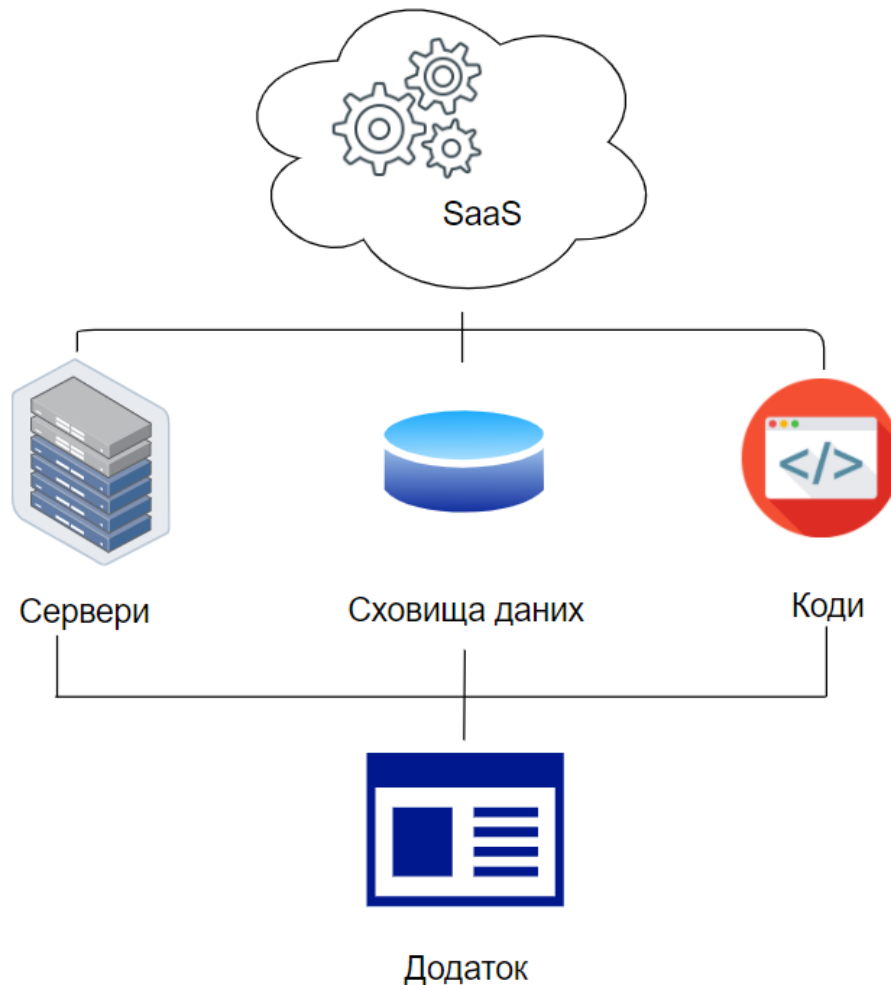 SaaS
</>
Сервери
Сховища даних
Коди
Додаток